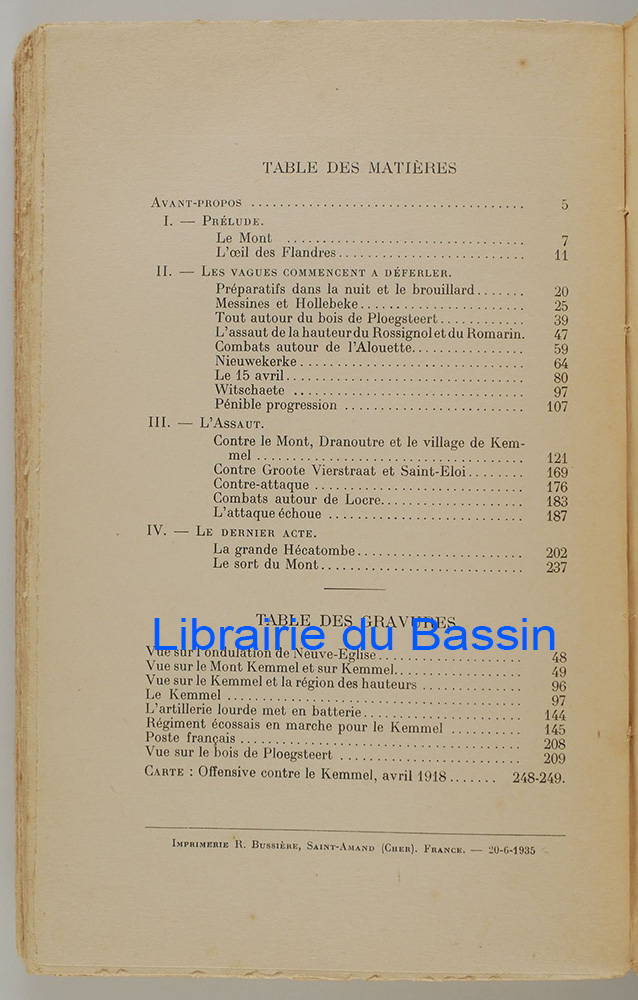 TABLE DES MATIÈRES
AVANT-PROPOS ..................................... 5
I. — PRÉLUDE.
Le Mont ................................ 7
L'œil des Flandres......................... 11
II. — LES VAGUES COMMENCENT A DÉFERLER.
Préparatifs dans la nuit et le brouillard....... 20
Messines et Hollebeke...................... 25
Tout autour du bois de Ploegsteert............ 39
L'assaut de la hauteur du Rossignol et du Romarin. 47
Combats autour de l'Alouette............... 59
Nieuwekerke............................... 64
Le 15 avril................................ 80
Witschaete ............................... 97
Pénible progression ........................ 107
III. — L'ASSAUT.
Contre le Mont, Dranoutre et le village de Kem-
mel .................................... 121
Contre Groote Vierstraat et Saint-Eloi........ 169
Contre-attaque ............................ 176
Combats autour de Locre................... 183
L'attaque échoue .......................... 187
IV. — LE DERNIER ACTE.
La grande Hécatombe....................... 202
Le sort du Mont............................ 237
TABLE DES GRAVURES
Librairie du Bassin
Vue sur l'ondulation de Neuve-Eglise.................... 48
Vue sur le Mont Kemmel et sur Kemmel................. 49
Vue sur le Kemmel et la région des hauteurs .............. 96
Le Kemmel ........................................ 97
L'artillerie lourde met en batterie...................... 144
Régiment écossais en marche pour le Kemmel .......... 145
Poste français ...................................... 208
Vue sur le bois de Ploegsteert ......................... 209
CARTE : Offensive contre le Kemmel, avril 1918....... 248-249.
IMPRIMERIE R. BUSSIÈRE, SAINT-AMAND (CHER). FRANCE. — 20-6-1935